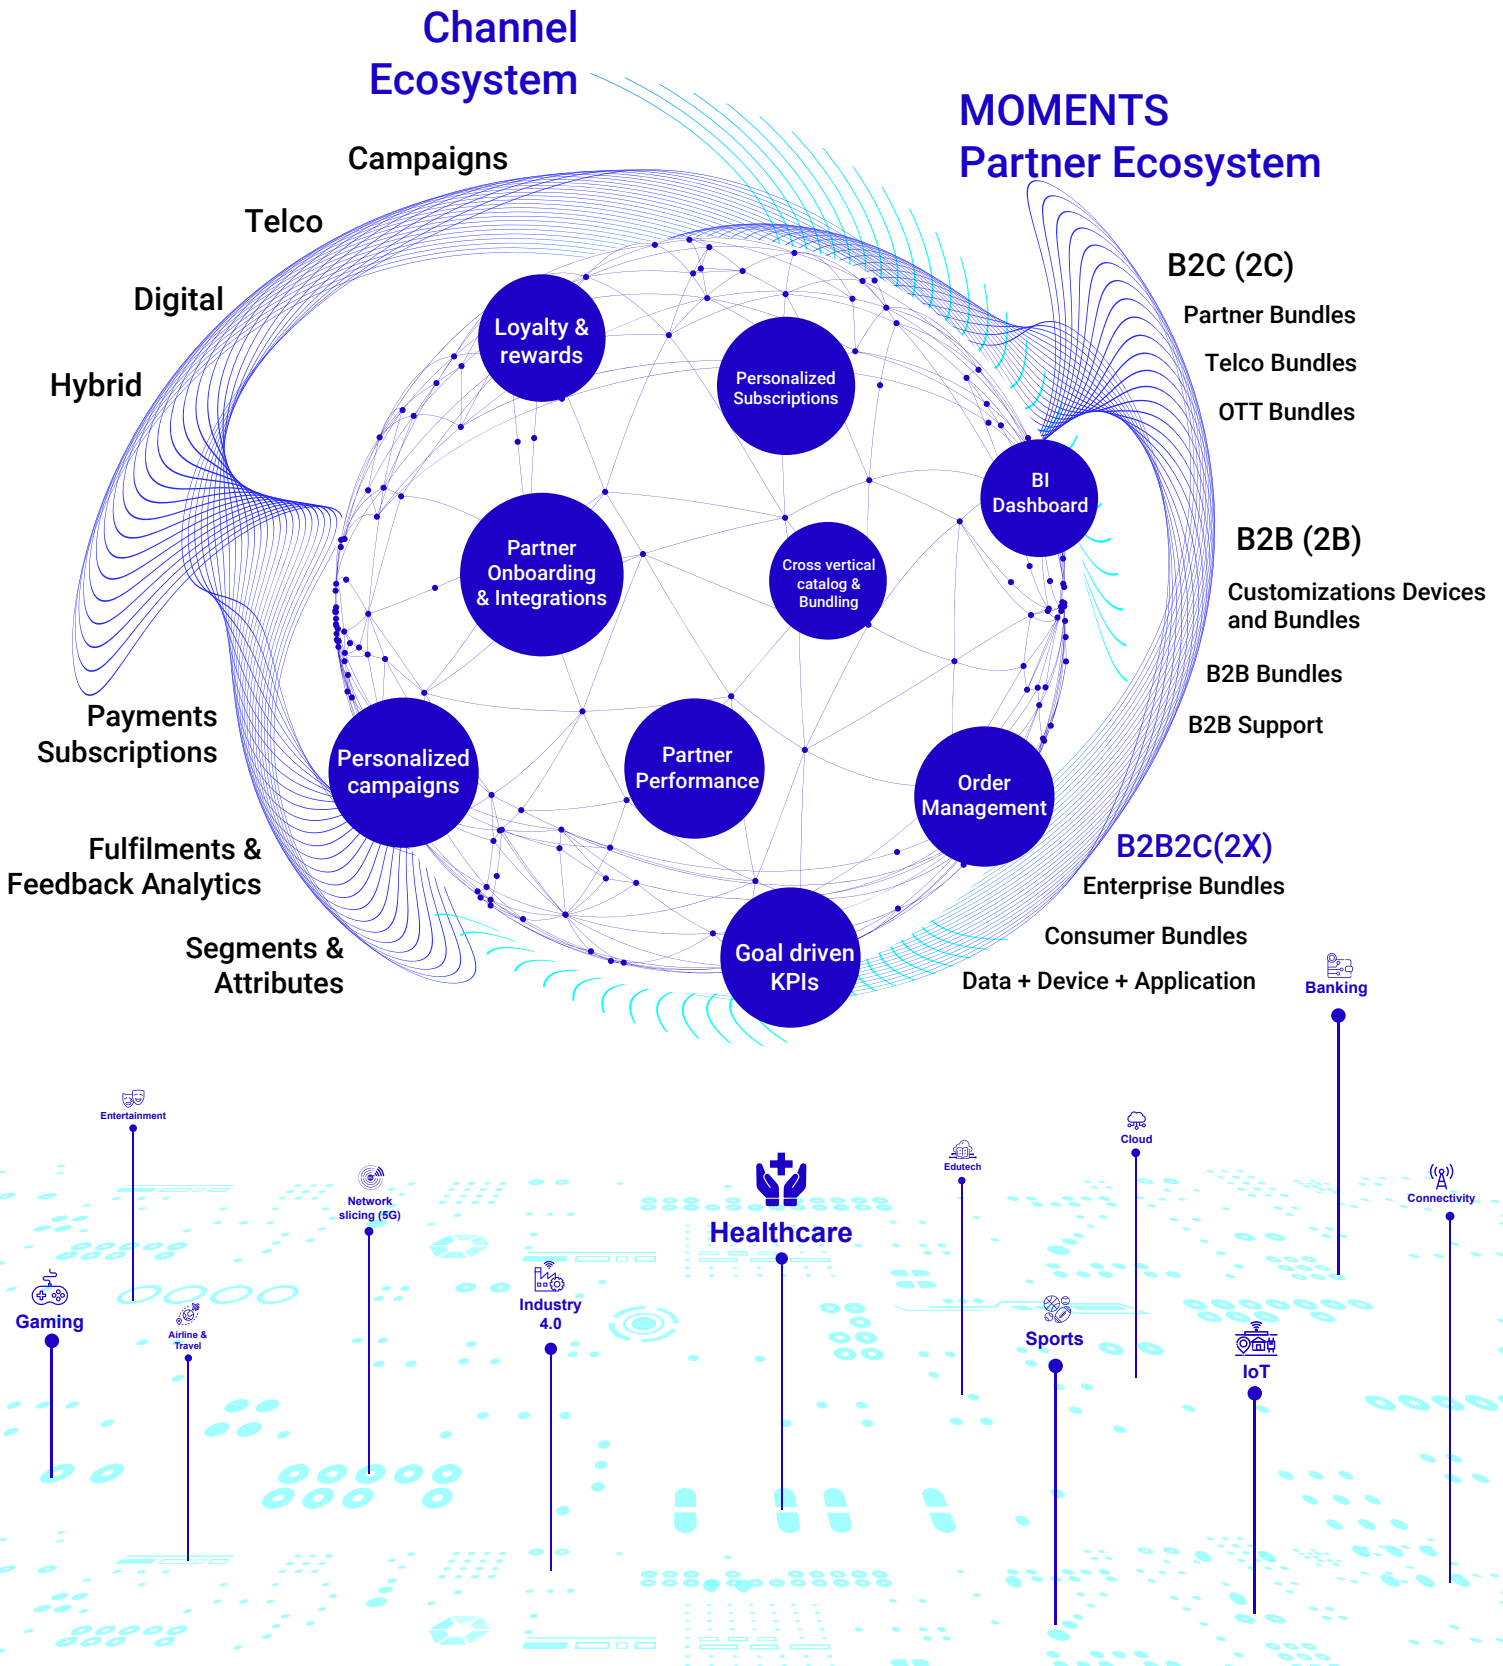 Channel
Ecosystem
MOMENTS
Partner Ecosystem
Campaigns
Telco
Digital
Hybrid
Payments
Subscriptions
Fulfilments &
Feedback Analytics
Segments &
Attributes
Loyalty &
rewards
Personalized
Subscriptions
BI
Dashboard
Partner
Onboarding
& Integrations
Cross vertical
catalog &
Bundling
Personalized
campaigns
Partner
Performance
Order
Management
Goal driven
KPIs
B2C (2C)
Partner Bundles
Telco Bundles
OTT Bundles
B2B (2B)
Customizations Devices
and Bundles
B2B Bundles
B2B Support
B2B2C(2X)
Enterprise Bundles
Consumer Bundles
Data + Device + Application
Banking
Entertainment
Cloud
Edutech
Network
slicing (5G)
Connectivity
Healthcare
Industry
4.0
Gaming
Airline &
Travel
Sports
IoT